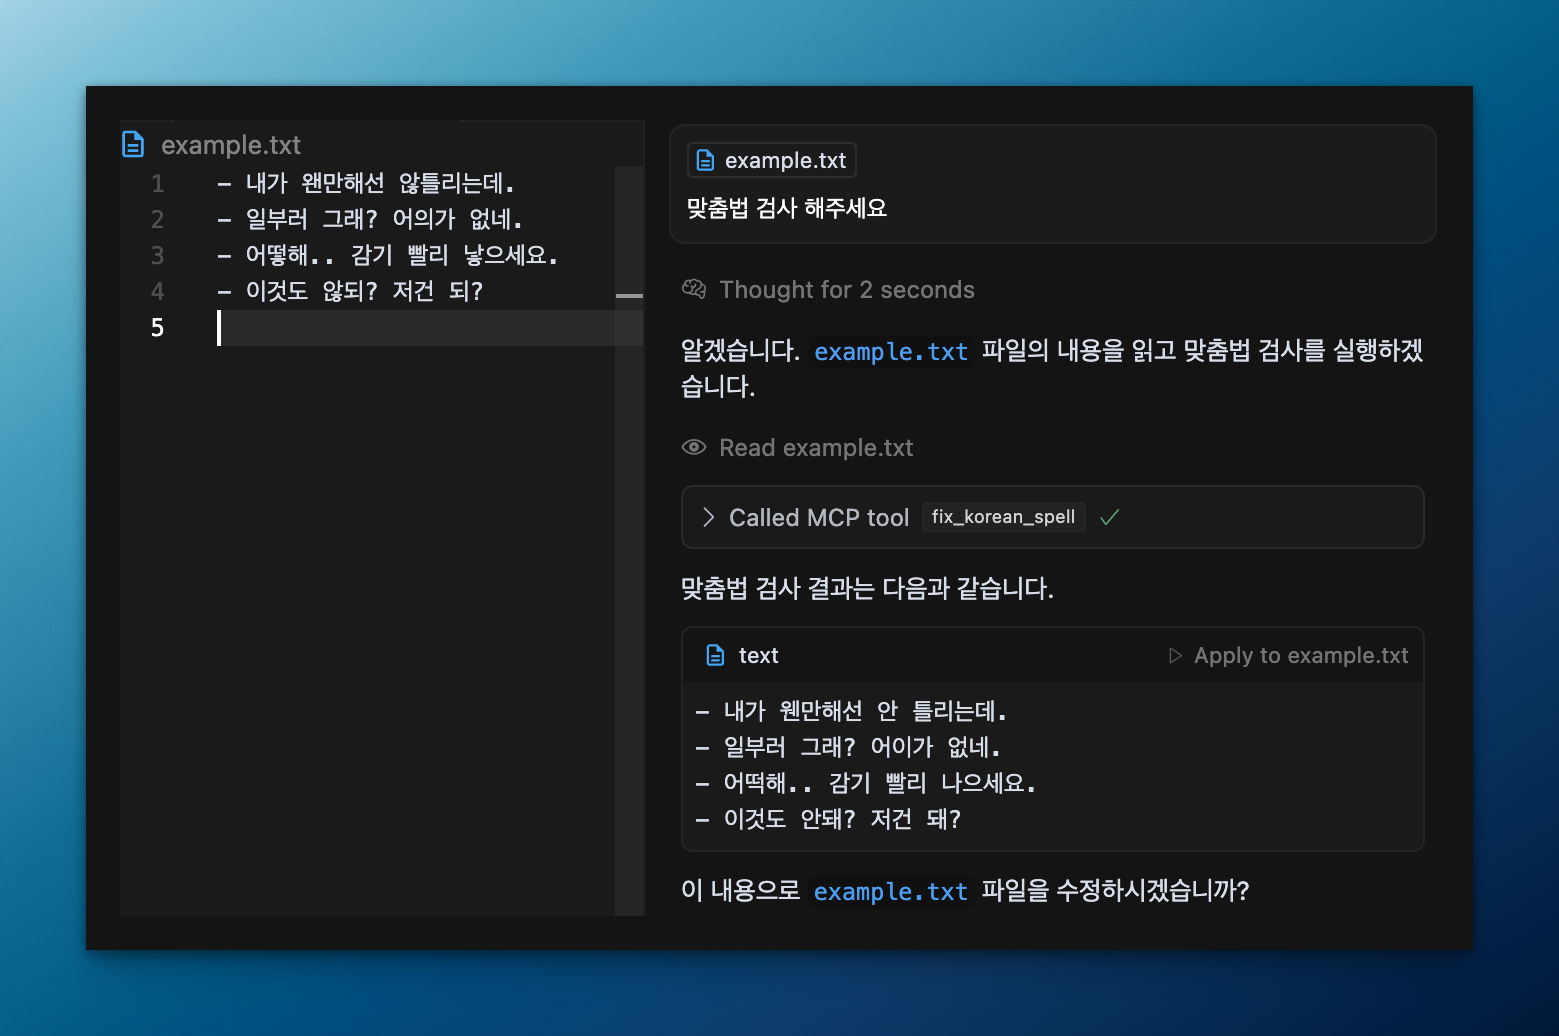 example.txt
1 - 내가 왠만해선 않틀리는데.
2 - 일부러 그래? 어의가 없네.
3 - 어떻해.. 감기 빨리 낳으세요.
4 - 이것도 않되? 저건 되?
5
example.txt
맞춤법 검사 해주세요
Thought for 2 seconds
알겠습니다. example.txt 파일의 내용을 읽고 맞춤법 검사를 실행하겠
습니다.
Read example.txt
Called MCP tool fix_korean_spell
맞춤법 검사 결과는 다음과 같습니다.
text
Apply to example.txt
- 내가 웬만해선 안 틀리는데.
- 일부러 그래? 어이가 없네.
- 어떡해.. 감기 빨리 나으세요.
- 이것도 안돼? 저건 돼?
이 내용으로 example.txt 파일을 수정하시겠습니까?